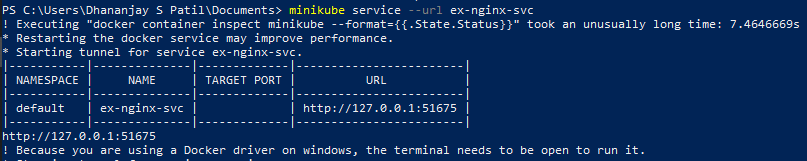 PS C:\Users\Dhananjay S Patil\Documents> minikube service --url ex-nginx-svc
! Executing "docker container inspect minikube --format={{.State.Status}}" took an unusually long time: 7.4646669s
* Restarting the docker service may improve performance.
* Starting tunnel for service ex-nginx-svc.
|-----------|--------------|-------------|------------------------|
| NAMESPACE | NAME | TARGET PORT | URL |
|-----------|--------------|-------------|------------------------|
| default | ex-nginx-svc | | http://127.0.0.1:51675 |
|-----------|--------------|-------------|------------------------|
http://127.0.0.1:51675
! Because you are using a Docker driver on windows, the terminal needs to be open to run it.